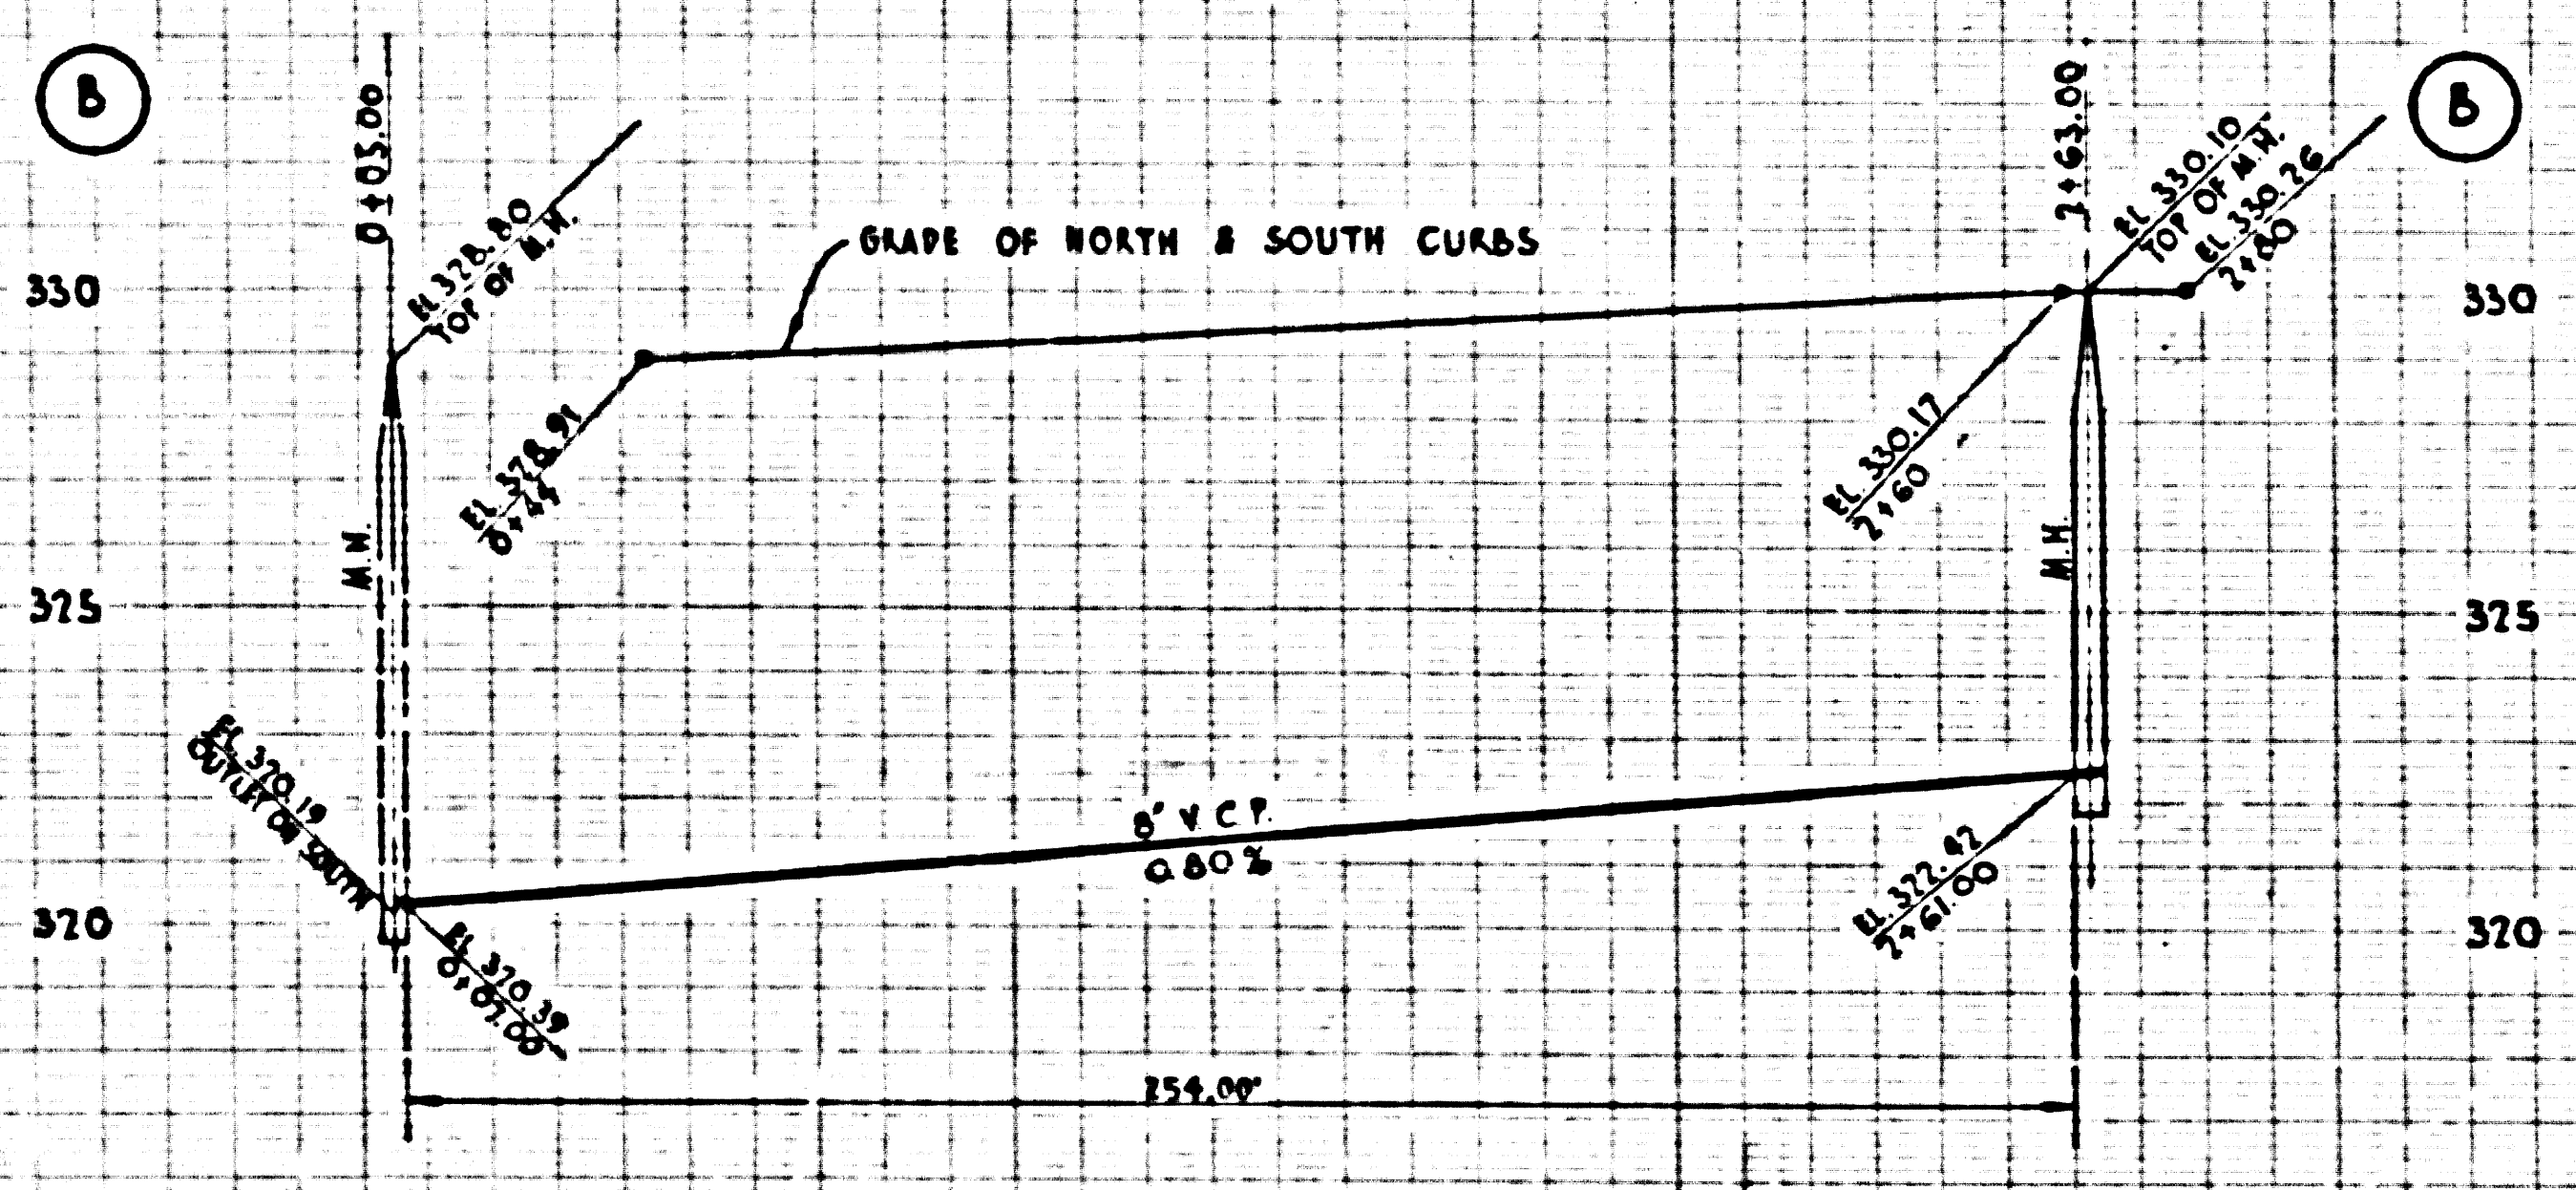 B
B
0+05.00
2+63.00
EL 328.80
TOP OF M.H.
EL 330.10
TOP OF M.H.
EL 330.26
2+80
GRADE OF NORTH & SOUTH CURBS
330
330
EL. 328.91
0+44
EL. 330.17
2+60
M.H.
M.H.
325
325
EL 320.19
OUTLET ON SOUTH
8" V.C.P.
0.80%
EL. 322.42
2+61.00
320
320
EL 320.39
0+07.00
254.00'